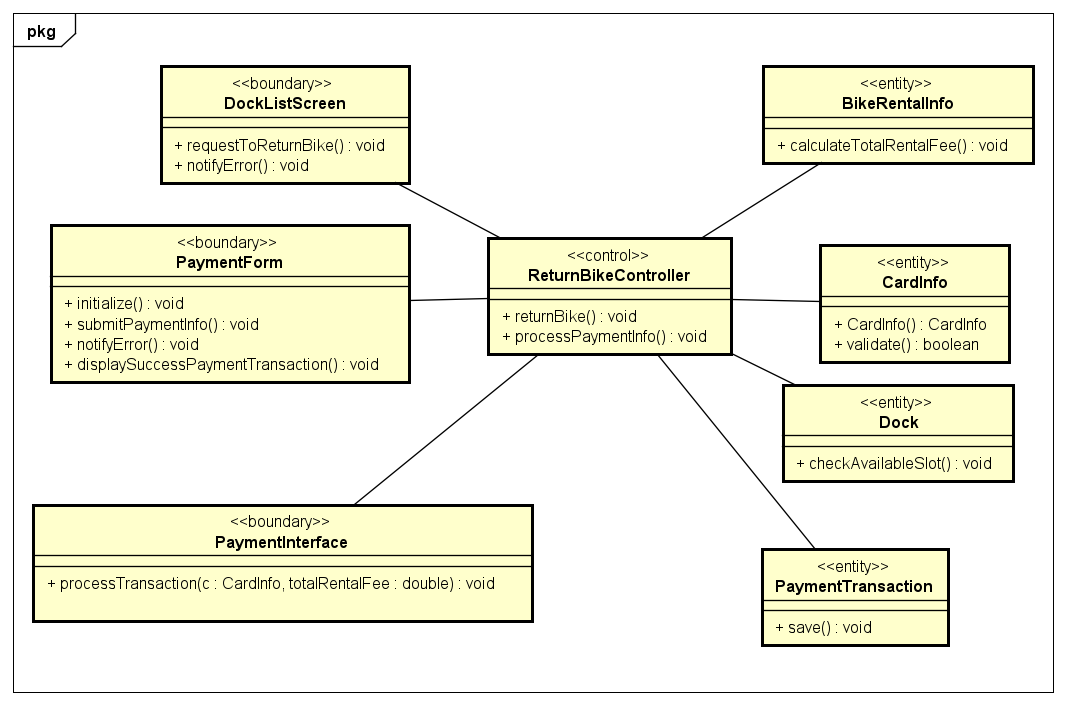 pkg
<<boundary>>
DockListScreen
+ requestToReturnBike() : void
+ notifyError() : void
<<entity>>
BikeRentalInfo
+ calculateTotalRentalFee() : void
<<boundary>>
PaymentForm
+ initialize() : void
+ submitPaymentInfo() : void
+ notifyError() : void
+ displaySuccessPaymentTransaction() : void
<<control>>
ReturnBikeController
+ returnBike() : void
+ processPaymentInfo() : void
<<entity>>
CardInfo
+ CardInfo() : CardInfo
+ validate() : boolean
<<entity>>
Dock
+ checkAvailableSlot() : void
<<boundary>>
PaymentInterface
+ processTransaction(c : CardInfo, totalRentalFee : double) : void
<<entity>>
PaymentTransaction
+ save() : void